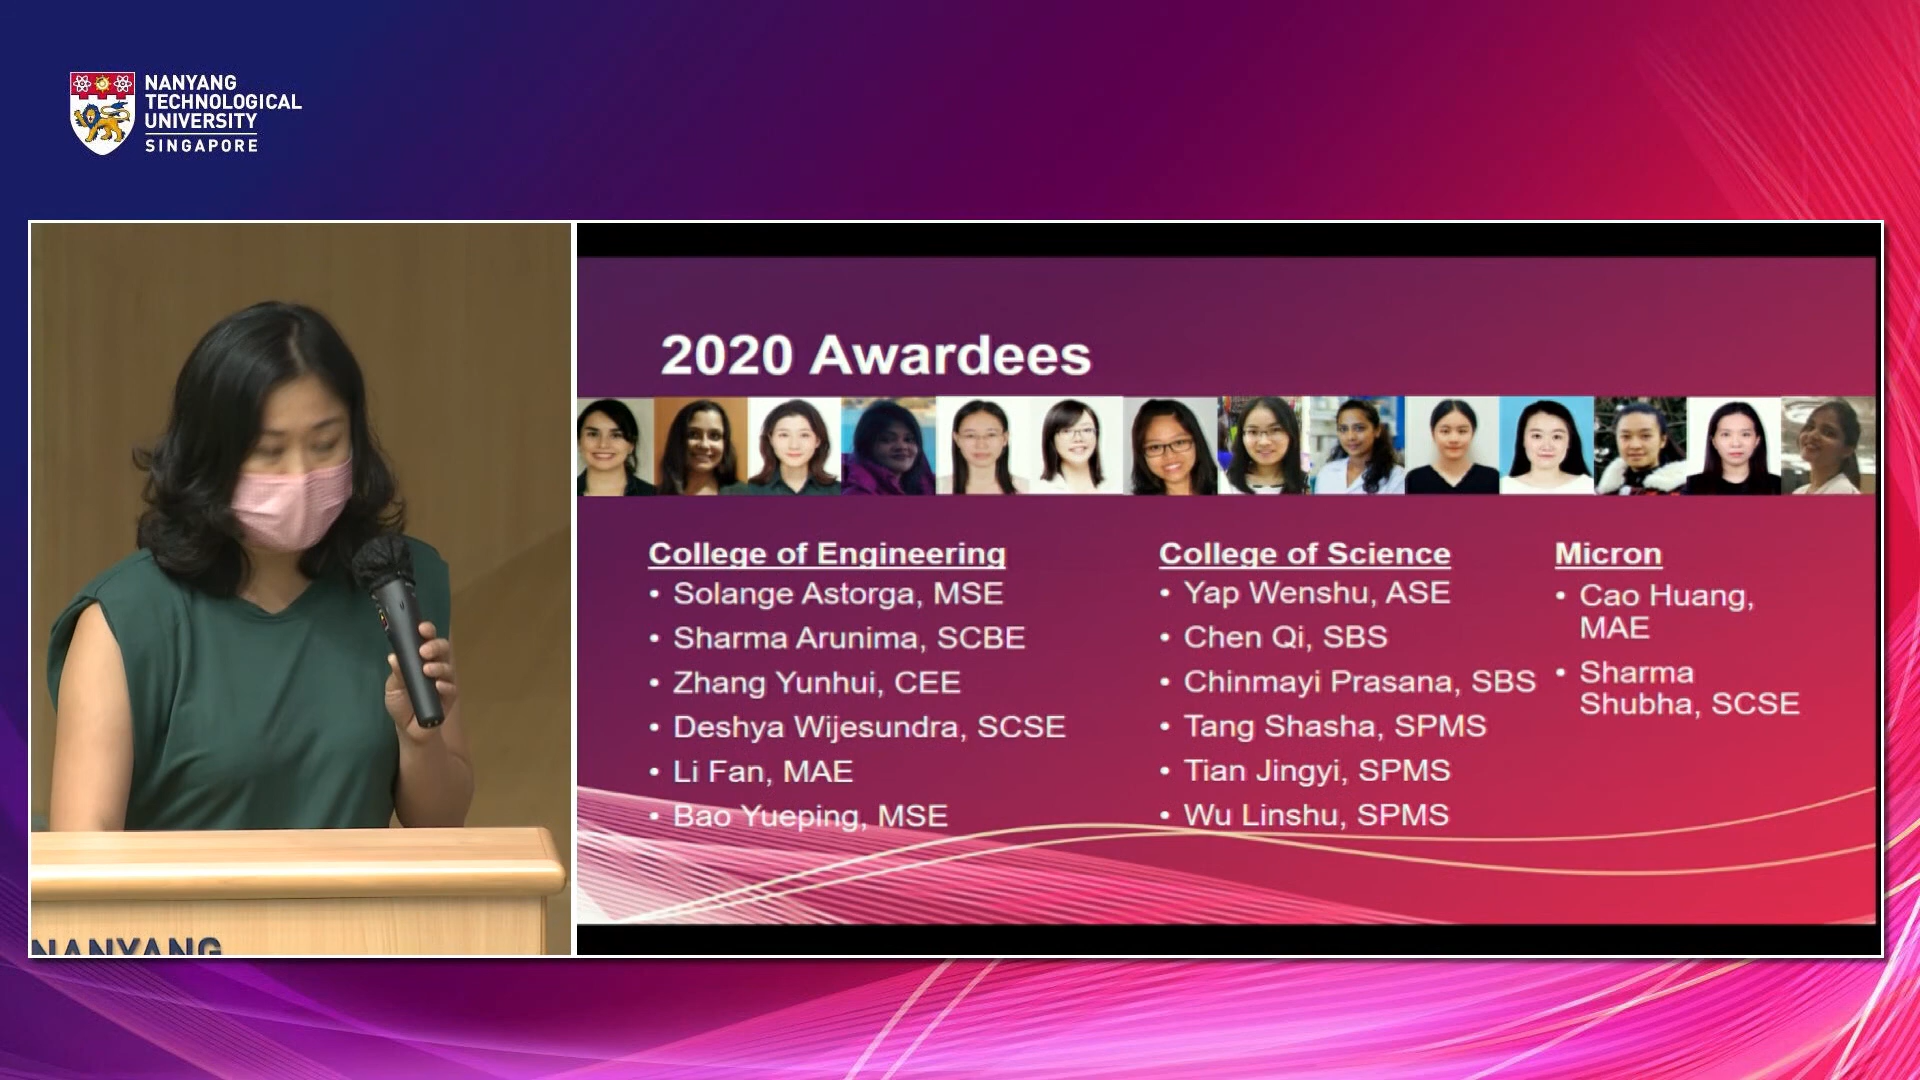 NANYANG
TECHNOLOGICAL
UNIVERSITY
SINGAPORE
NANYANG
2020 Awardees
College of Engineering
• Solange Astorga, MSE
• Sharma Arunima, SCBE
• Zhang Yunhui, CEE
• Deshya Wijesundra, SCSE
• Li Fan, MAE
• Bao Yueping, MSE
College of Science
• Yap Wenshu, ASE
• Chen Qi, SBS
• Chinmayi Prasana, SBS
• Tang Shasha, SPMS
• Tian Jingyi, SPMS
• Wu Linshu, SPMS
Micron
• Cao Huang,
MAE
• Sharma
Shubha, SCSE